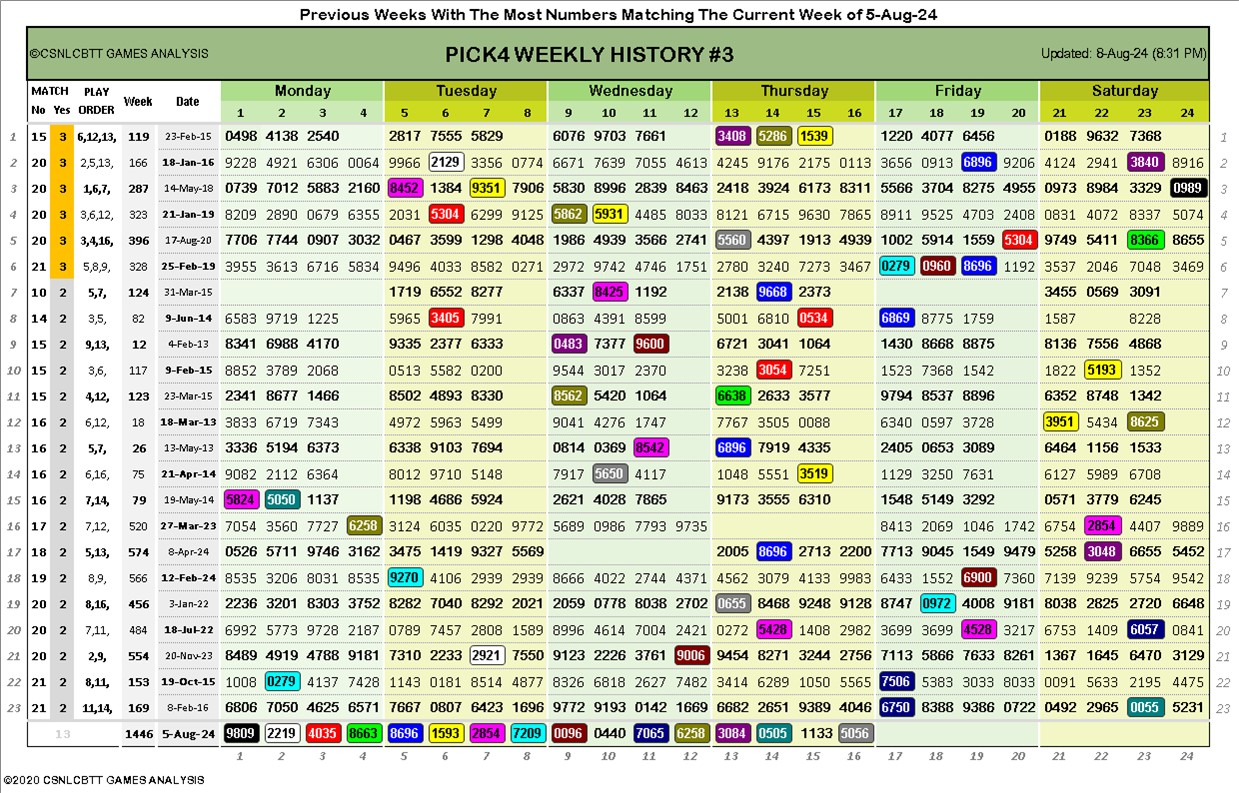 Previous Weeks With The Most Numbers Matching The Current Week of 5-Aug-24
©CSNLCBTT GAMES ANALYSIS PICK4 WEEKLY HISTORY #3 Updated: 8-Aug-24 (8:31 PM)
MATCH PLAY Week Date Monday Tuesday Wednesday Thursday Friday Saturday
No Yes ORDER 1 2 3 4 5 6 7 8 9 10 11 12 13 14 15 16 17 18 19 20 21 22 23 24
1 15 3 6,12,13, 119 23-Feb-15 0498 4138 2540 2817 7555 5829 6076 9703 7661 3408 5286 1539 1220 4077 6456 0188 9632 7368 1
2 20 3 2,5,13, 166 18-Jan-16 9228 4921 6306 0064 9966 2129 3356 0774 6671 7639 7055 4613 4245 9176 2175 0113 3656 0913 6896 9206 4124 2941 3840 8916 2
3 20 3 1,6,7, 287 14-May-18 0739 7012 5883 2160 8452 1384 9351 7906 5830 8996 2839 8463 2418 3924 6173 8311 5566 3704 8275 4955 0973 8984 3329 0989 3
4 20 3 3,6,12, 323 21-Jan-19 8209 2890 0679 6355 2031 5304 6299 9125 5862 5931 4485 8033 8121 6715 9630 7865 8911 9525 4703 2408 0831 4072 8337 5074 4
5 20 3 3,4,16, 396 17-Aug-20 7706 7744 0907 3032 0467 3599 1298 4048 1986 4939 3566 2741 5560 4397 1913 4939 1002 5914 1559 5304 9749 5411 8366 8655 5
6 21 3 5,8,9, 328 25-Feb-19 3955 3613 6716 5834 9496 4033 8582 0271 2972 9742 4746 1751 2780 3240 7273 3467 0279 0960 8696 1192 3537 2046 7048 3469 6
7 10 2 5,7, 124 31-Mar-15 1719 6552 8277 6337 8425 1192 2138 9668 2373 3455 0569 3091 7
8 14 2 3,5, 82 9-Jun-14 6583 9719 1225 5965 3405 7991 0863 4391 8599 5001 6810 0534 6869 8775 1759 1587 8228 8
9 15 2 9,13, 12 4-Feb-13 8341 6988 4170 9335 2377 6333 0483 7377 9600 6721 3041 1064 1430 8668 8875 8136 7556 4868 9
10 15 2 3,6, 117 9-Feb-15 8852 3789 2068 0513 5582 0200 9544 3017 2370 3238 3054 7251 1523 7368 1542 1822 5193 1352 10
11 15 2 4,12, 123 23-Mar-15 2341 8677 1466 8502 4893 8330 8562 5420 1064 6638 2633 3577 9794 8537 8896 6352 8748 1342 11
12 16 2 6,12, 18 18-Mar-13 3833 6719 7343 4972 5963 5499 9041 4276 1747 7767 3505 0088 6340 0597 3728 3951 5434 8625 12
13 16 2 5,7, 26 13-May-13 3336 5194 6373 6338 9103 7694 0814 0369 8542 6896 7919 4335 2405 0653 3089 6464 1156 1533 13
14 16 2 6,16, 75 21-Apr-14 9082 2112 6364 8012 9710 5148 7917 5650 4117 1048 5551 3519 1129 3250 7631 6127 5989 6708 14
15 16 2 7,14, 79 19-May-14 5824 5050 1137 1198 4686 5924 2621 4028 7865 9173 3555 6310 1548 5149 3292 0571 3779 6245 15
16 17 2 7,12, 520 27-Mar-23 7054 3560 7727 6258 3124 6035 0220 9772 5689 0986 7793 9735 8413 2069 1046 1742 6754 2854 4407 9889 16
17 18 2 5,13, 574 8-Apr-24 0526 5711 9746 3162 3475 1419 9327 5569 2005 8696 2713 2200 7713 9045 1549 9479 5258 3048 6655 5452 17
18 19 2 8,9, 566 12-Feb-24 8535 3206 8031 8535 9270 4106 2939 2939 8666 4022 2744 4371 4562 3079 4133 9983 6433 1552 6900 7360 7139 9239 5754 9542 18
19 20 2 8,16, 456 3-Jan-22 2236 3201 8303 3752 8282 7040 8292 2021 2059 0778 8038 2702 0655 8468 9248 9128 8747 0972 4008 9181 8038 2825 2720 6648 19
20 20 2 7,11, 484 18-Jul-22 6992 5773 9728 2187 0789 7457 2808 1589 8996 4614 7004 2421 0272 5428 1408 2982 3699 3699 4528 3217 6753 1409 6057 0841 20
21 20 2 2,9, 554 20-Nov-23 8489 4919 4788 9181 7310 2233 2921 7550 9123 2226 3761 9006 9454 8271 3244 2756 7113 5866 7633 8261 1367 1645 6470 3129 21
22 21 2 8,11, 153 19-Oct-15 1008 0279 4137 7428 1143 0181 8514 4877 8326 6818 2627 7482 3414 6289 1050 5565 7506 5383 3033 8033 0091 5633 2195 4475 22
23 21 2 11,14, 169 8-Feb-16 6806 7050 4625 6571 7667 0807 6423 1696 9772 9193 0142 1669 6682 2651 9389 4046 6750 8388 9386 0722 0492 2965 0055 5231 23
13 1446 5-Aug-24 9809 2219 4035 8663 8696 1593 2854 7209 0096 0440 7065 6258 3084 0505 1133 5056
1 2 3 4 5 6 7 8 9 10 11 12 13 14 15 16 17 18 19 20 21 22 23 24
©2020 CSNLCBTT GAMES ANALYSIS